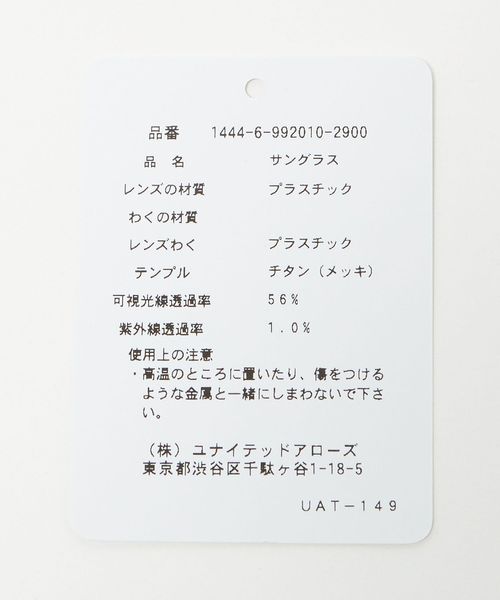 品番 1444-6-992010-2900
品名 サングラス
レンズの材質 プラスチック
わくの材質
レンズわく プラスチック
テンプル チタン（メッキ）
可視光線透過率 56%
紫外線透過率 1.0%
使用上の注意
・高温のところに置いたり、傷をつける
ような金属と一緒にしまわないで下さ
い。
（株）ユナイテッドアローズ
東京都渋谷区千駄ヶ谷1-18-5
UAT-149